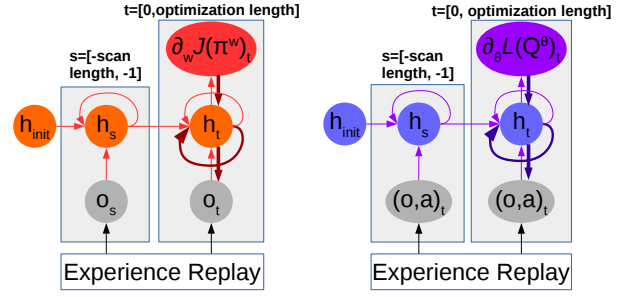 t=[0,optimization length]
s=[-scan
length, -1]
∂wJ(πʷ)t
hinit
hs
ht
os
ot
Experience Replay
t=[0, optimization length]
s=[-scan
length, -1]
∂θL(Qᶿ)t
hinit
hs
ht
(o,a)t
(o,a)t
Experience Replay